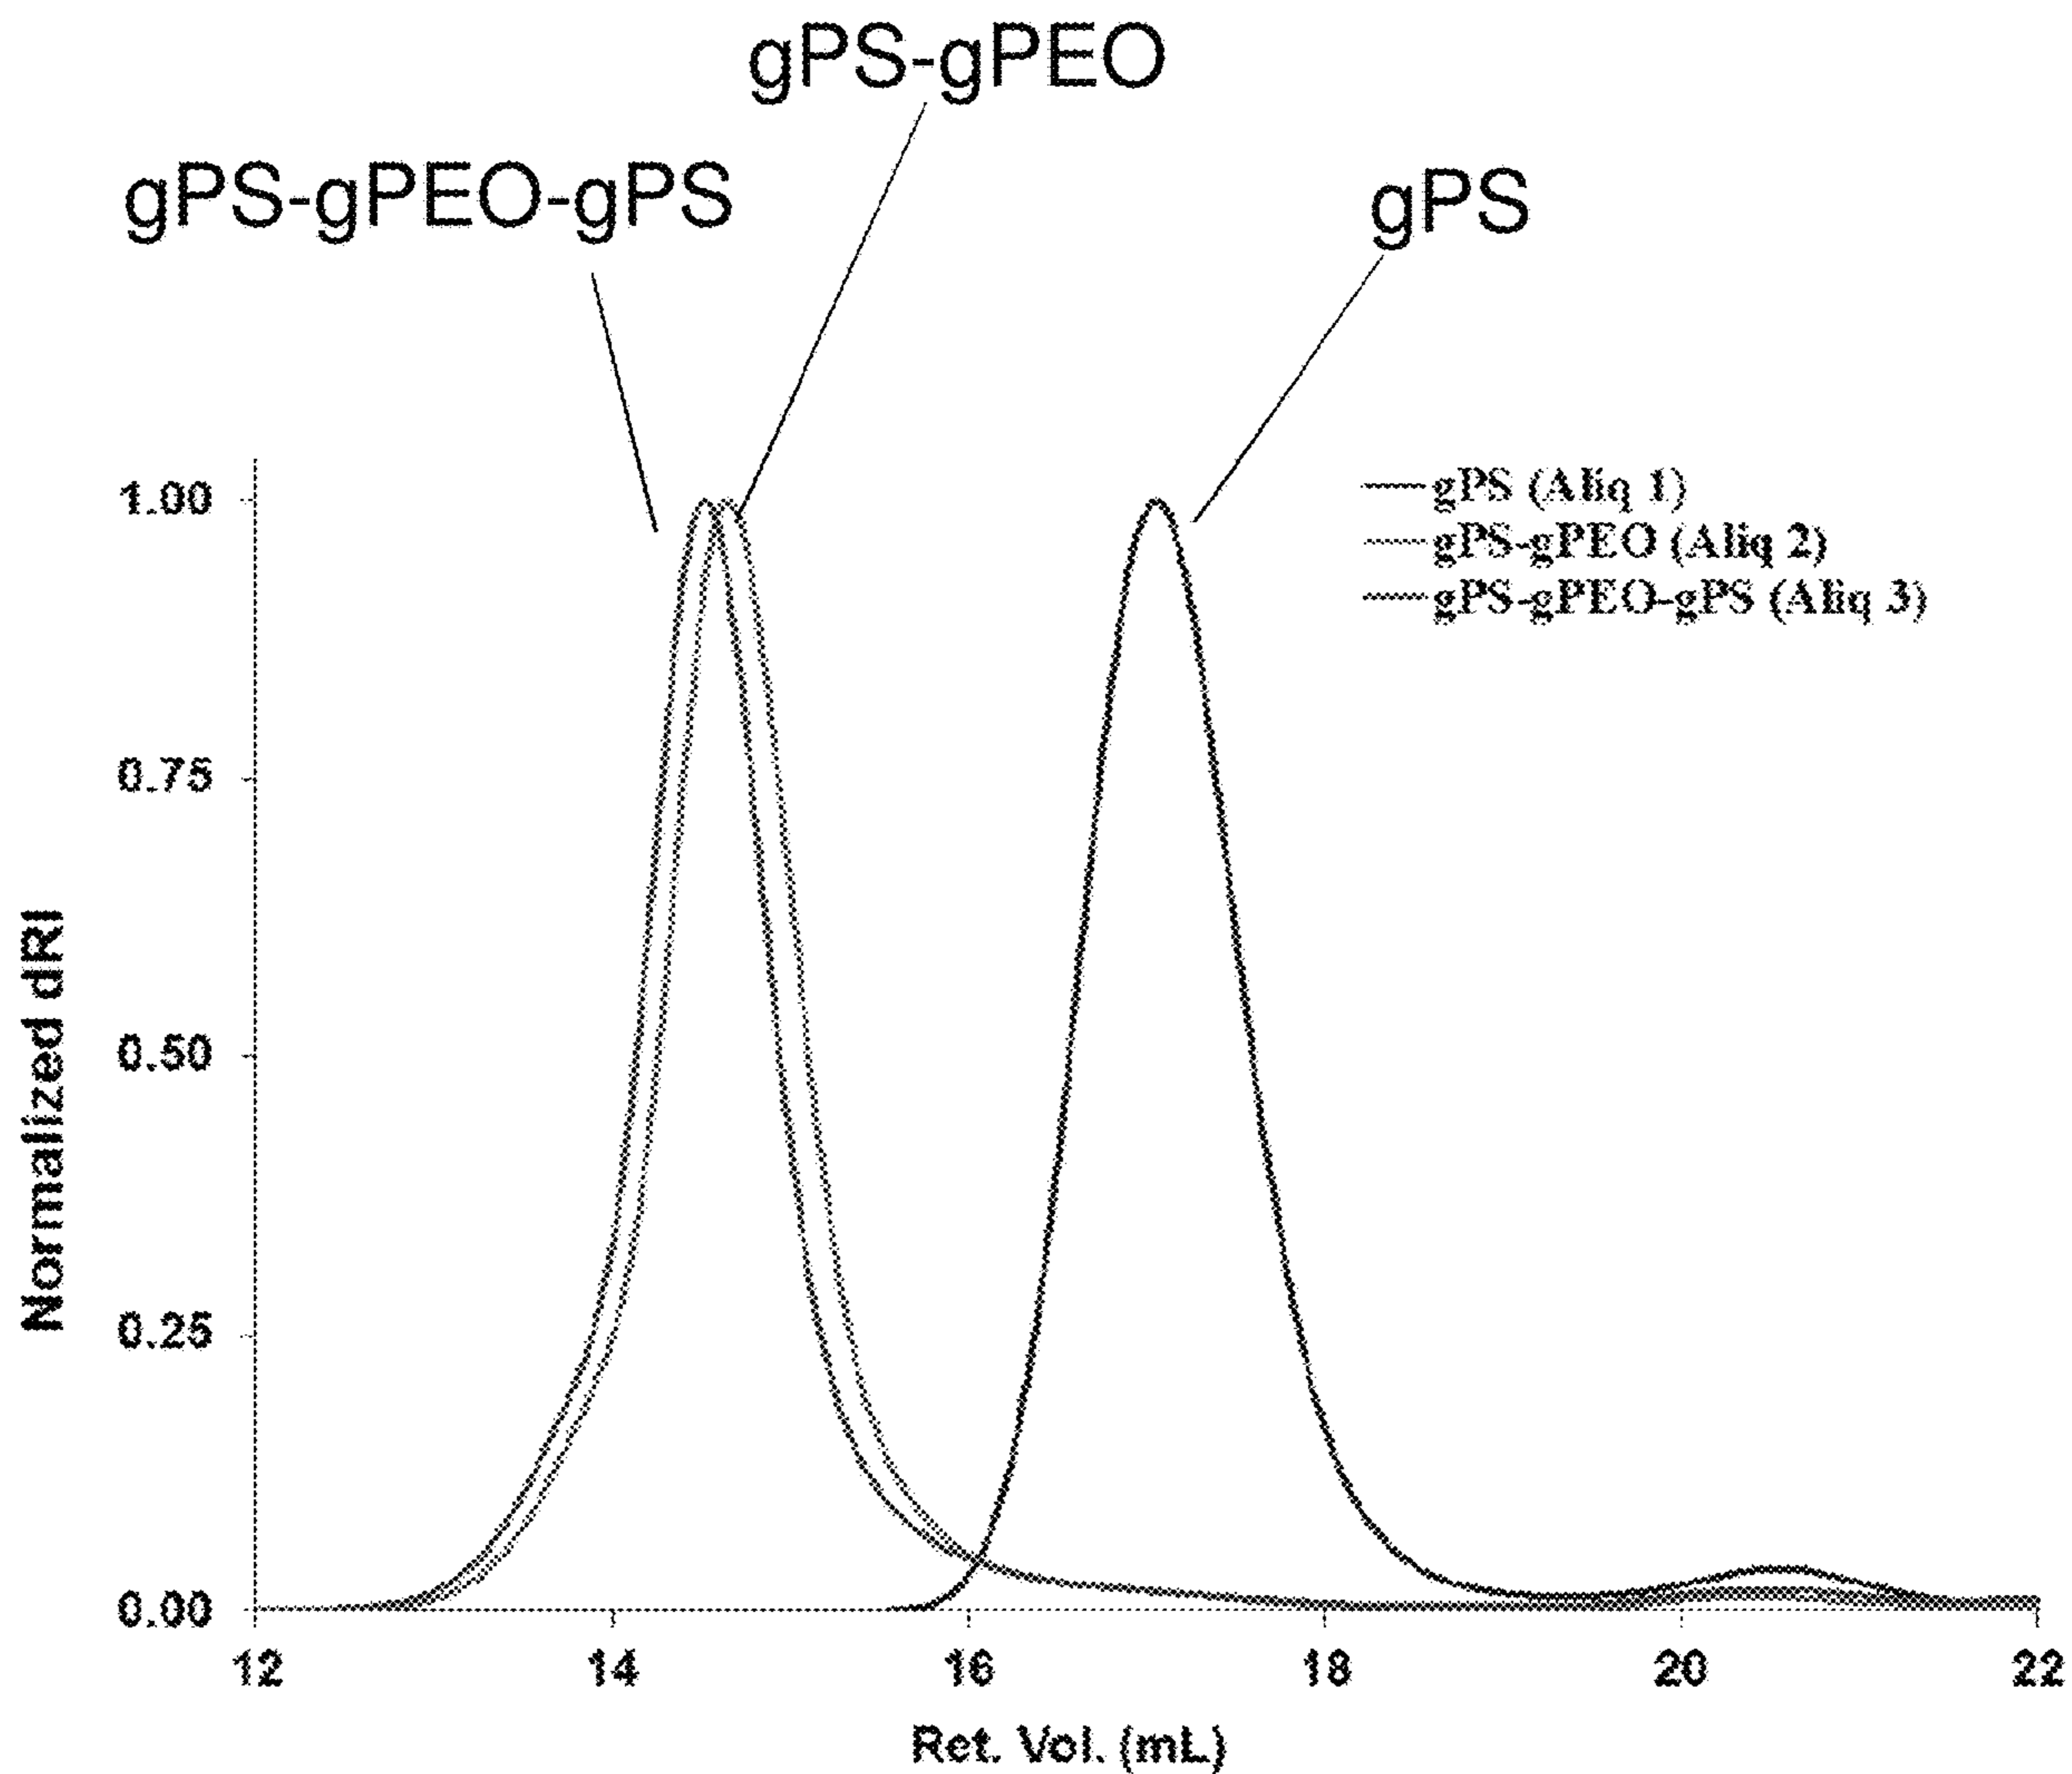 gPS-gPEO
gPS-gPEO-gPS
gPS
gPS (Aliq 1)
gPS-gPEO (Aliq 2)
gPS-gPEO-gPS (Aliq 3)
1.00
0.75
0.50
0.25
0.00
Normalized dRI
12 14 16 18 20 22
Ret. Vol. (mL)